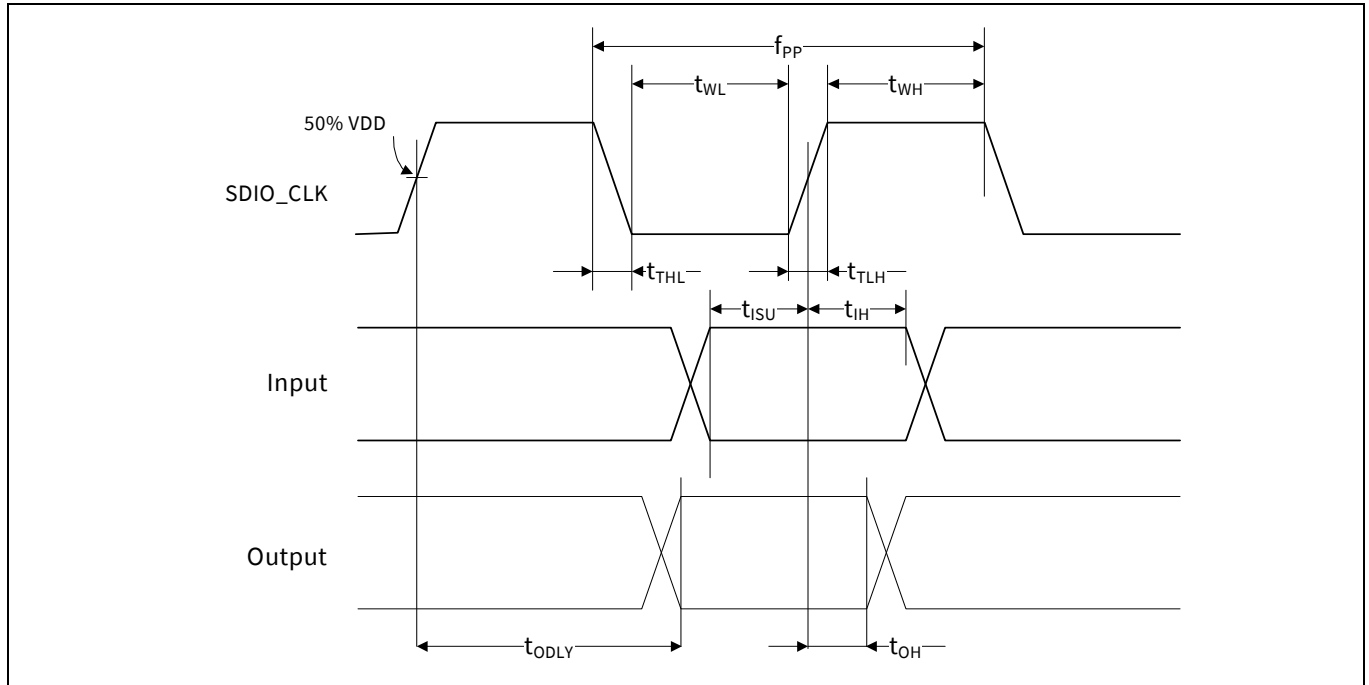 fPP
tWL
tWH
50% VDD
SDIO_CLK
tTHL
tTLH
tISU
tIH
Input
Output
tODLY
tOH